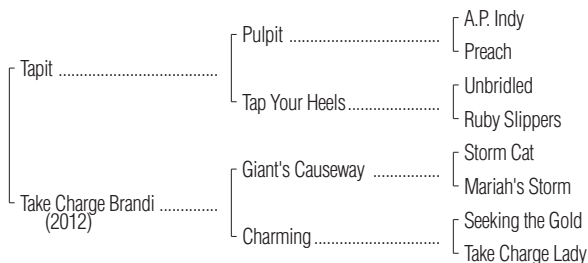 A.P. Indy
Pulpit ........................................
Preach
Tapit ..........................................
Unbridled
Tap Your Heels.........................
Ruby Slippers
Storm Cat
Giant's Causeway ..................
Mariah's Storm
Take Charge Brandi ...............
(2012)
Seeking the Gold
Charming..................................
Take Charge Lady